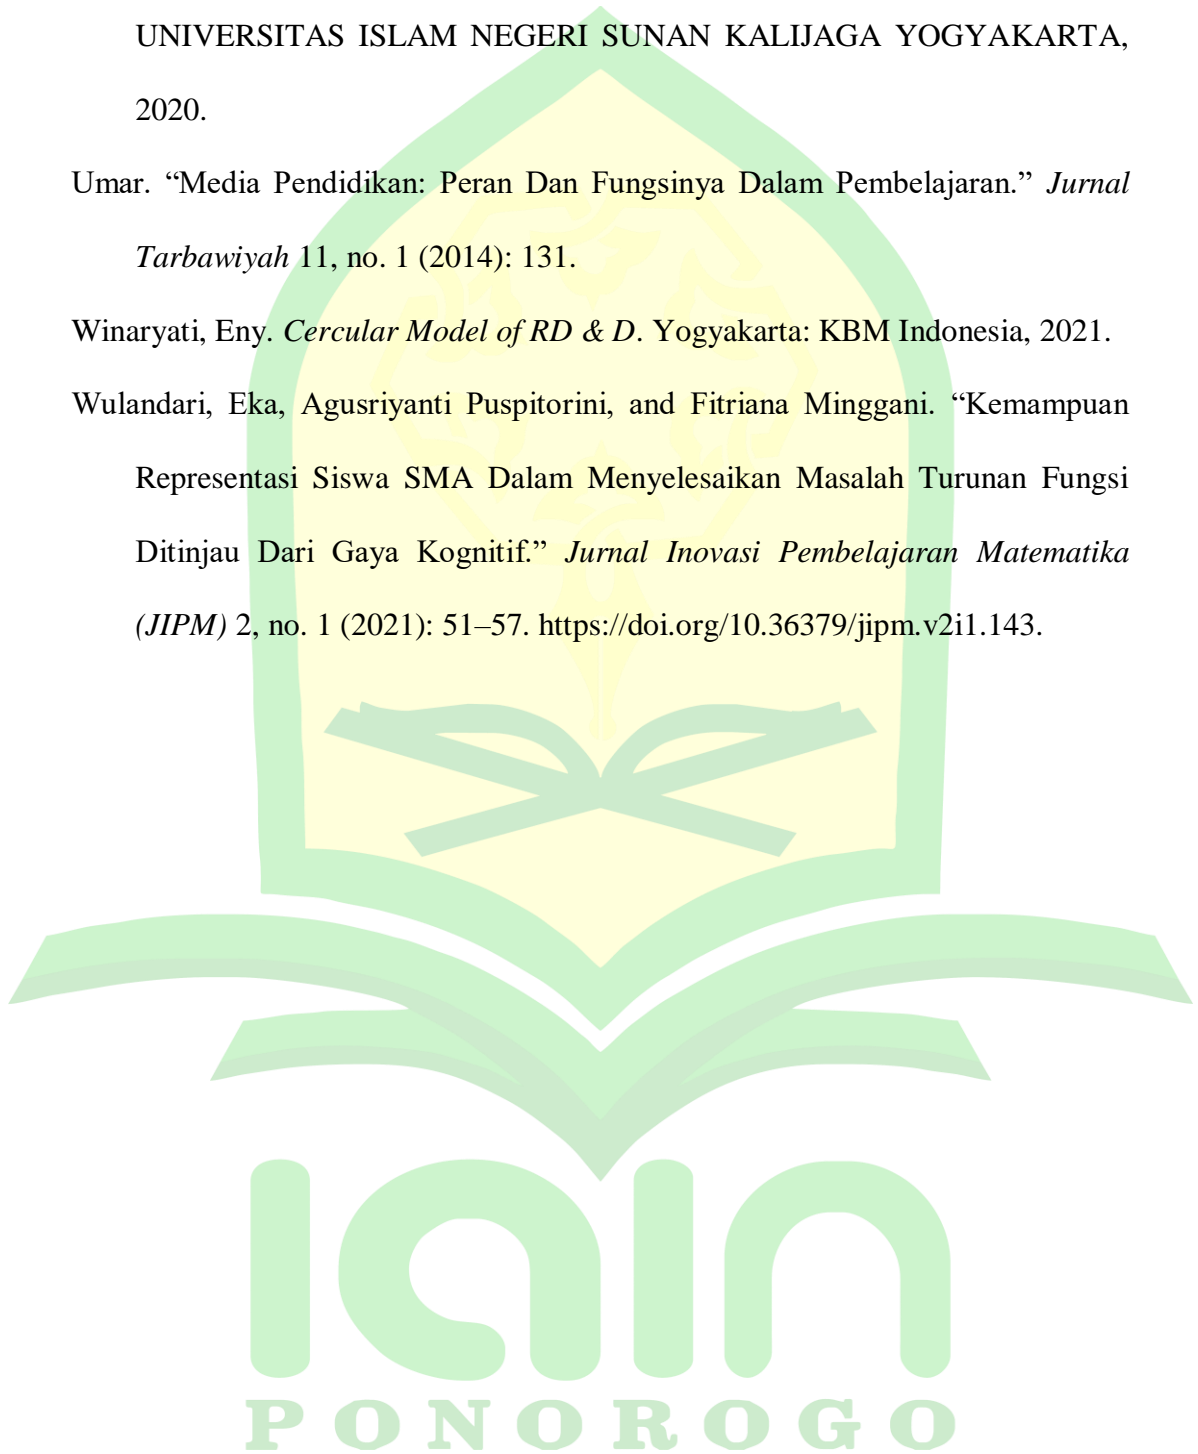 UNIVERSITAS ISLAM NEGERI SUNAN KALIJAGA YOGYAKARTA,
2020.
Umar. “Media Pendidikan: Peran Dan Fungsinya Dalam Pembelajaran.” Jurnal
Tarbawiyah 11, no. 1 (2014): 131.
Winaryati, Eny. Cercular Model of RD & D. Yogyakarta: KBM Indonesia, 2021.
Wulandari, Eka, Agusriyanti Puspitorini, and Fitriana Minggani. “Kemampuan
Representasi Siswa SMA Dalam Menyelesaikan Masalah Turunan Fungsi
Ditinjau Dari Gaya Kognitif.” Jurnal Inovasi Pembelajaran Matematika
(JIPM) 2, no. 1 (2021): 51–57. https://doi.org/10.36379/jipm.v2i1.143.
iain
PONOROGO